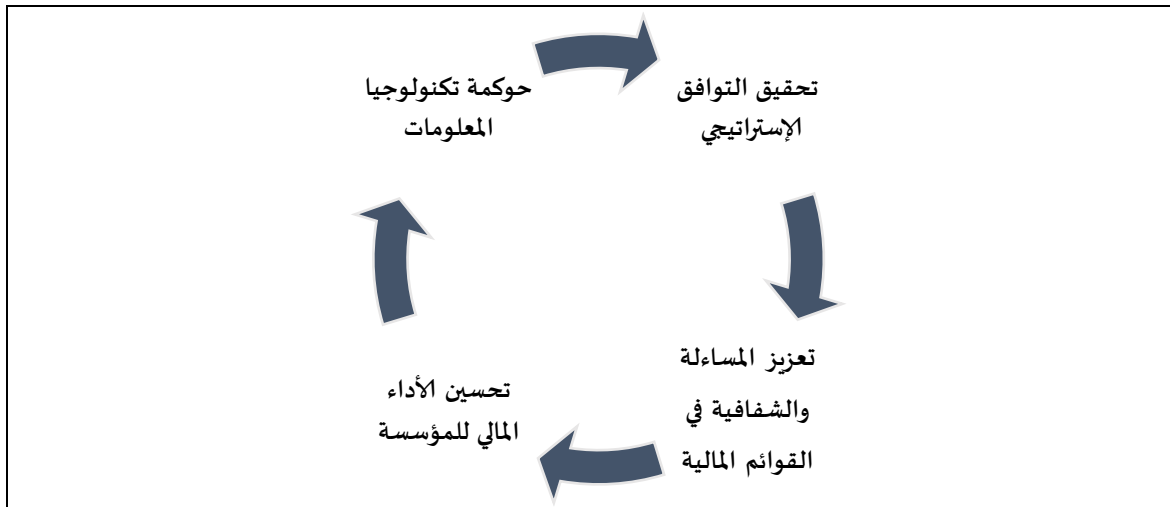 حوكمة تكنولوجيا
المعلومات
تحقيق التوافق
الإستراتيجي
تعزيز المساءلة
والشفافية في
القوائم المالية
تحسين الأداء
المالي للمؤسسة